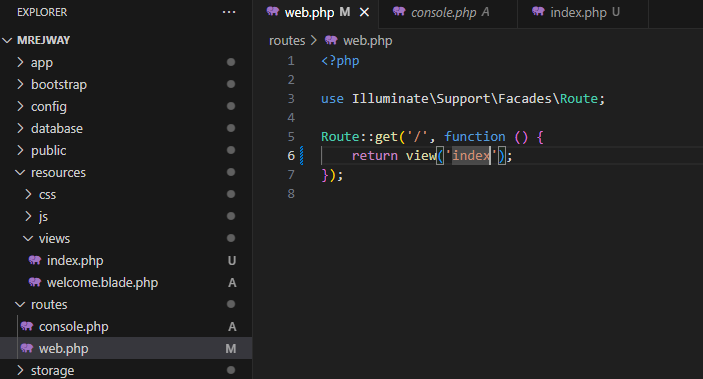 EXPLORER ...
MREJWAY
app
bootstrap
config
database
public
resources
css
js
views
index.php U
welcome.blade.php A
routes
console.php A
web.php M
storage
web.php M console.php A index.php U
routes > web.php
1 <?php
2
3 use Illuminate\Support\Facades\Route;
4
5 Route::get('/', function () {
6 return view('index');
7 });
8